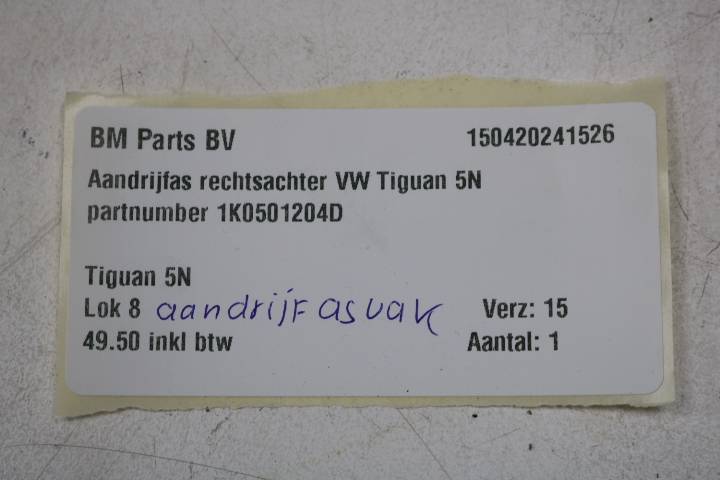 BM Parts BV 150420241526
Aandrijfas rechtsachter VW Tiguan 5N
partnumber 1K0501204D
Tiguan 5N
Lok 8 aandrijfasvak Verz: 15
49.50 inkl btw Aantal: 1